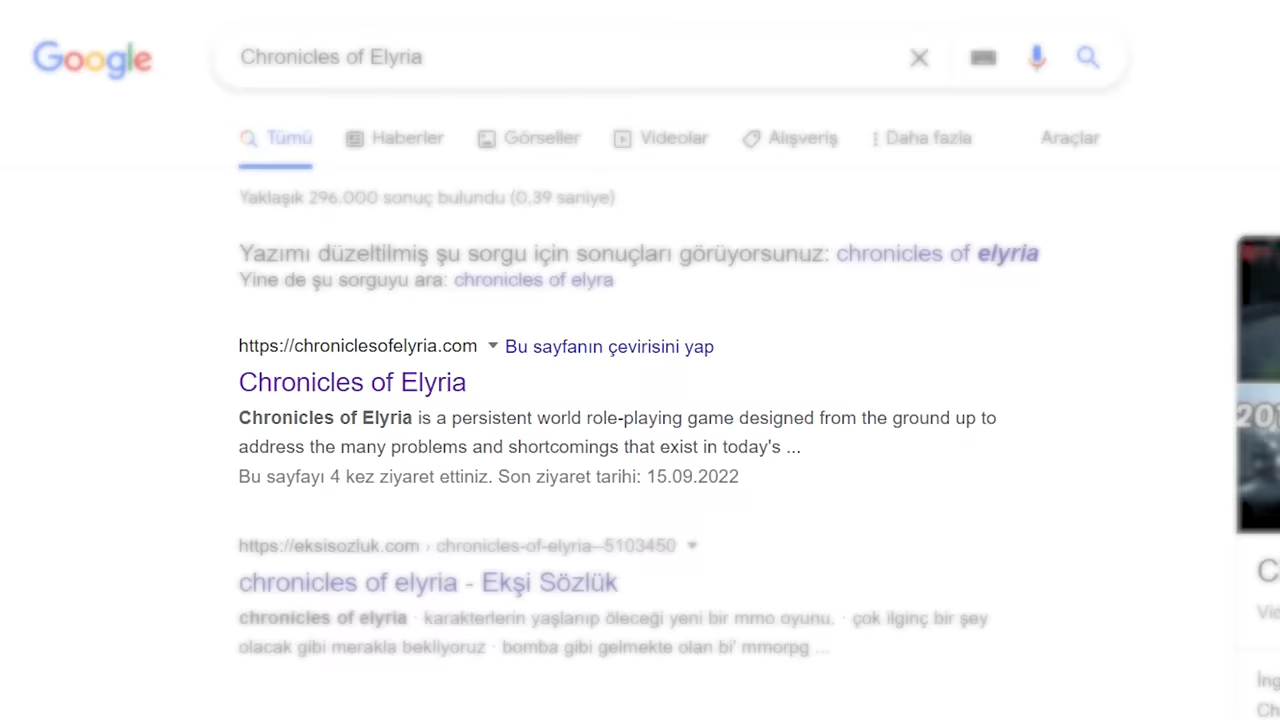 Google
Chronicles of Elyria
Tümü Haberler Görseller Videolar Alışveriş Daha fazla Araçlar
Yaklaşık 296.000 sonuç bulundu (0,39 saniye)
Yazımı düzeltilmiş şu sorgu için sonuçları görüyorsunuz: chronicles of elyria
Yine de şu sorguyu ara: chronicles of elyra
https://chroniclesofelyria.com Bu sayfanın çevirisini yap
Chronicles of Elyria
Chronicles of Elyria is a persistent world role-playing game designed from the ground up to
address the many problems and shortcomings that exist in today's ...
Bu sayfayı 4 kez ziyaret ettiniz. Son ziyaret tarihi: 15.09.2022
https://eksisozluk.com › chronicles-of-elyria--5103450
chronicles of elyria - Ekşi Sözlük
chronicles of elyria · karakterlerin yaşlanıp öleceği yeni bir mmo oyunu. · çok ilginç bir şey
olacak gibi merakla bekliyoruz · bomba gibi gelmekte olan bi' mmorpg ...